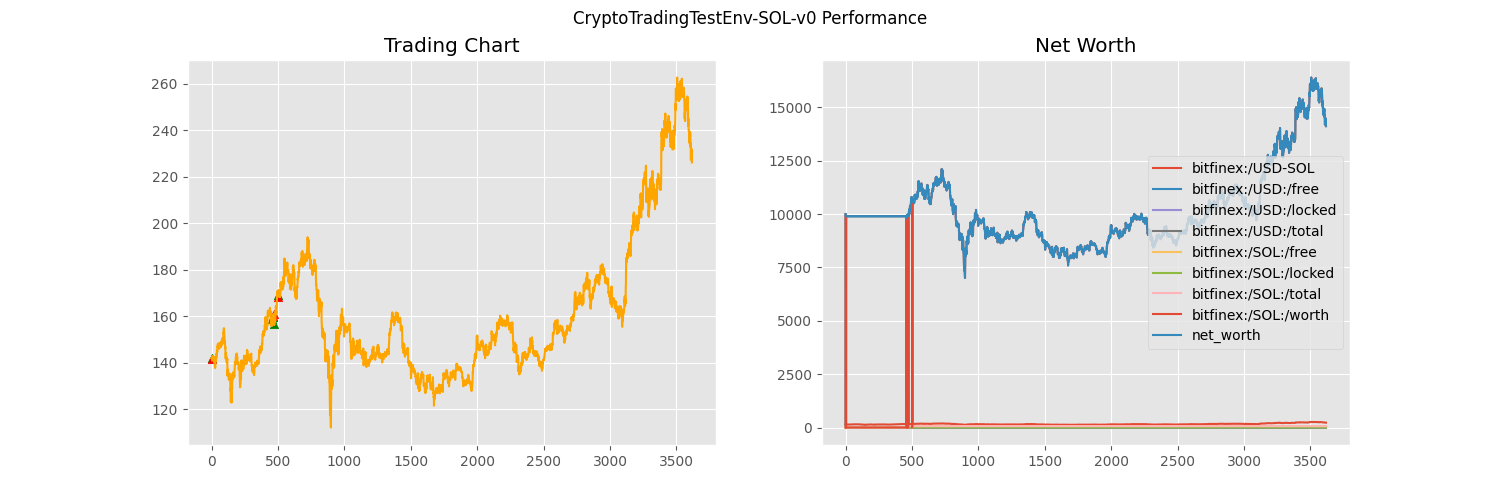 CryptoTradingTestEnv-SOL-v0 Performance
Trading Chart
260
240
220
200
180
160
140
120
0 500 1000 1500 2000 2500 3000 3500
Net Worth
15000
12500
10000
7500
5000
2500
0
bitfinex:/USD-SOL
bitfinex:/USD:/free
bitfinex:/USD:/locked
bitfinex:/USD:/total
bitfinex:/SOL:/free
bitfinex:/SOL:/locked
bitfinex:/SOL:/total
bitfinex:/SOL:/worth
net_worth
0 500 1000 1500 2000 2500 3000 3500